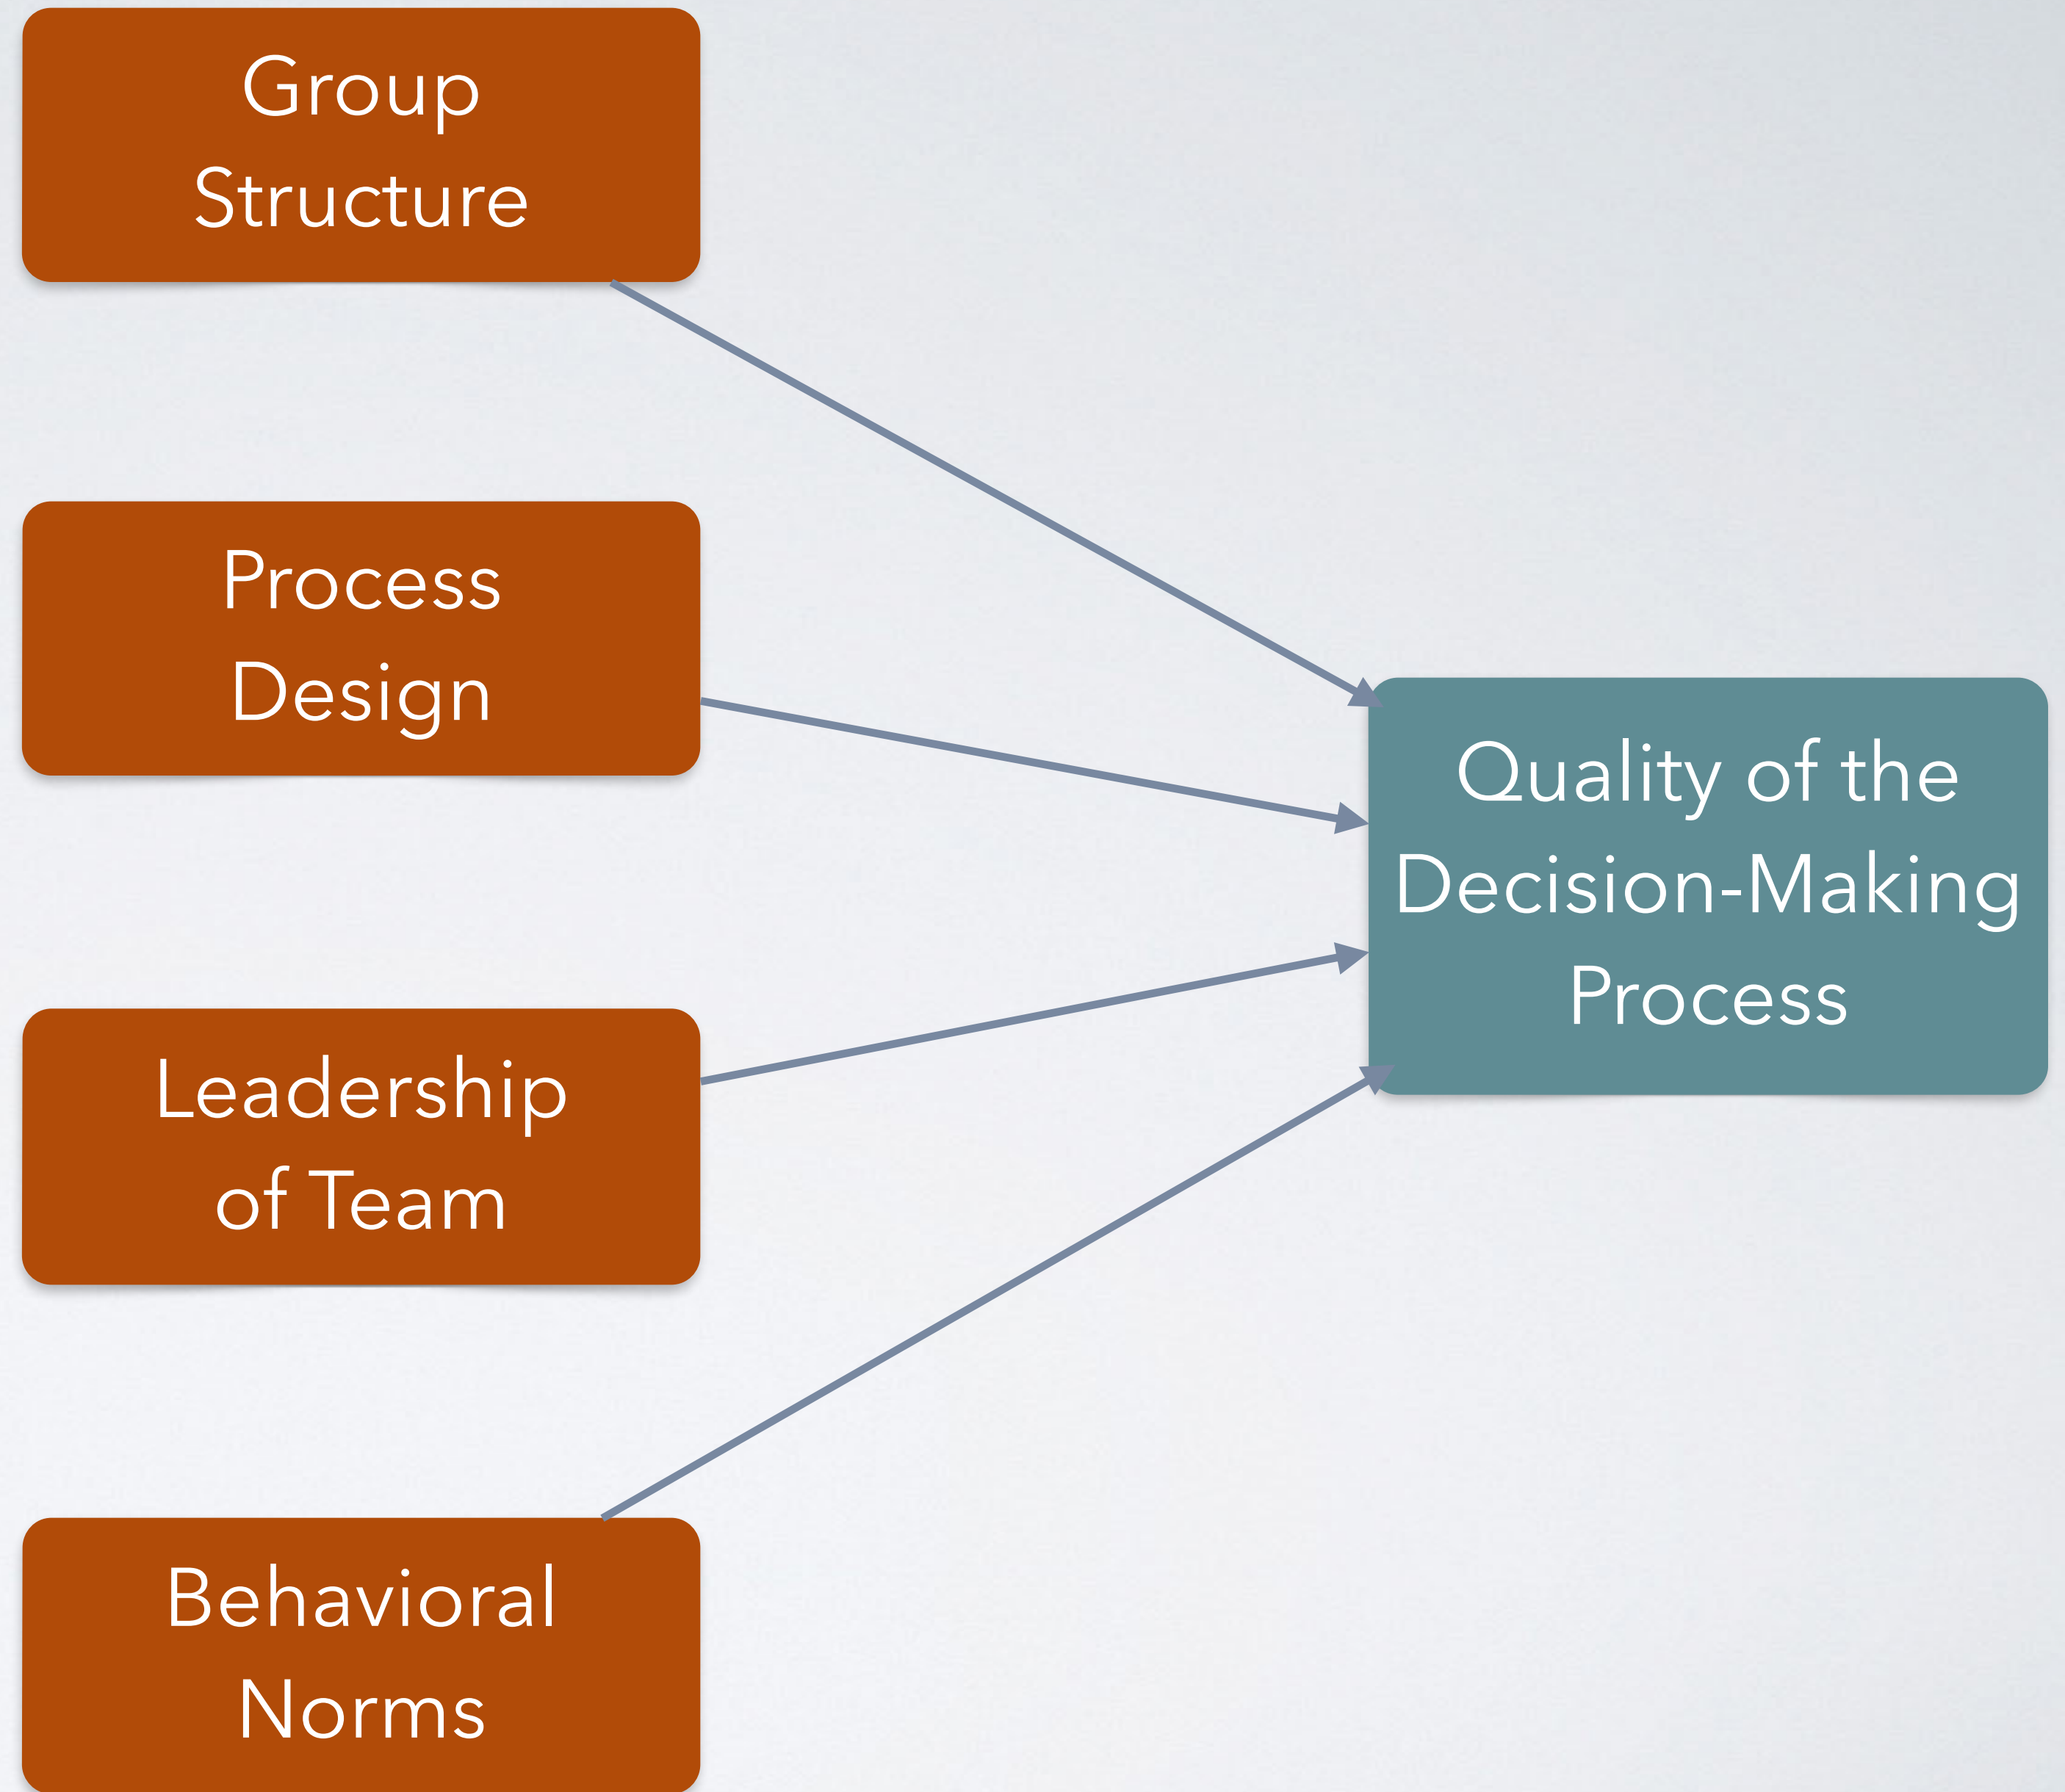 Group
Structure
Process
Design
Quality of the
Decision-Making
Process
Leadership
of Team
Behavioral
Norms